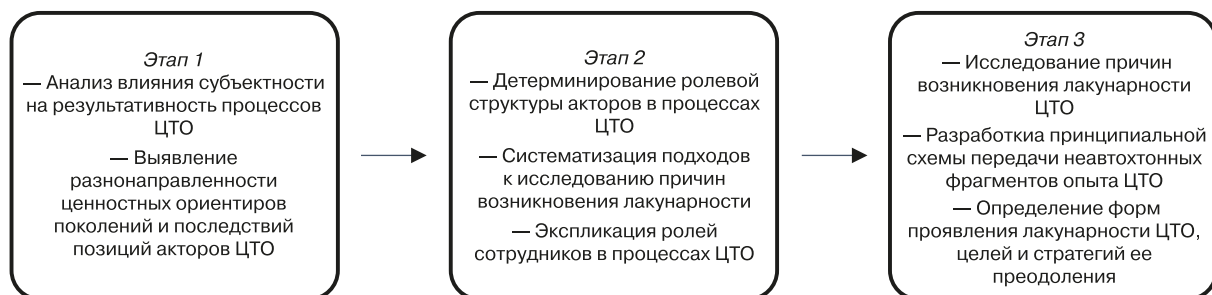 Этап 1
— Анализ влияния субъектности
на результативность процессов
ЦТО
— Выявление
разнонаправленности
ценностных ориентиров
поколений и последствий
позиций акторов ЦТО
Этап 2
— Детерминирование ролевой
структуры акторов в процессах
ЦТО
— Систематизация подходов
к исследованию причин
возникновения лакунарности
— Экспликация ролей
сотрудников в процессах ЦТО
Этап 3
— Исследование причин
возникновения лакунарности
ЦТО
— Разработкиа принципиальной
схемы передачи неавтохтонных
фрагментов опыта ЦТО
— Определение форм
проявления лакунарности ЦТО,
целей и стратегий ее
преодоления